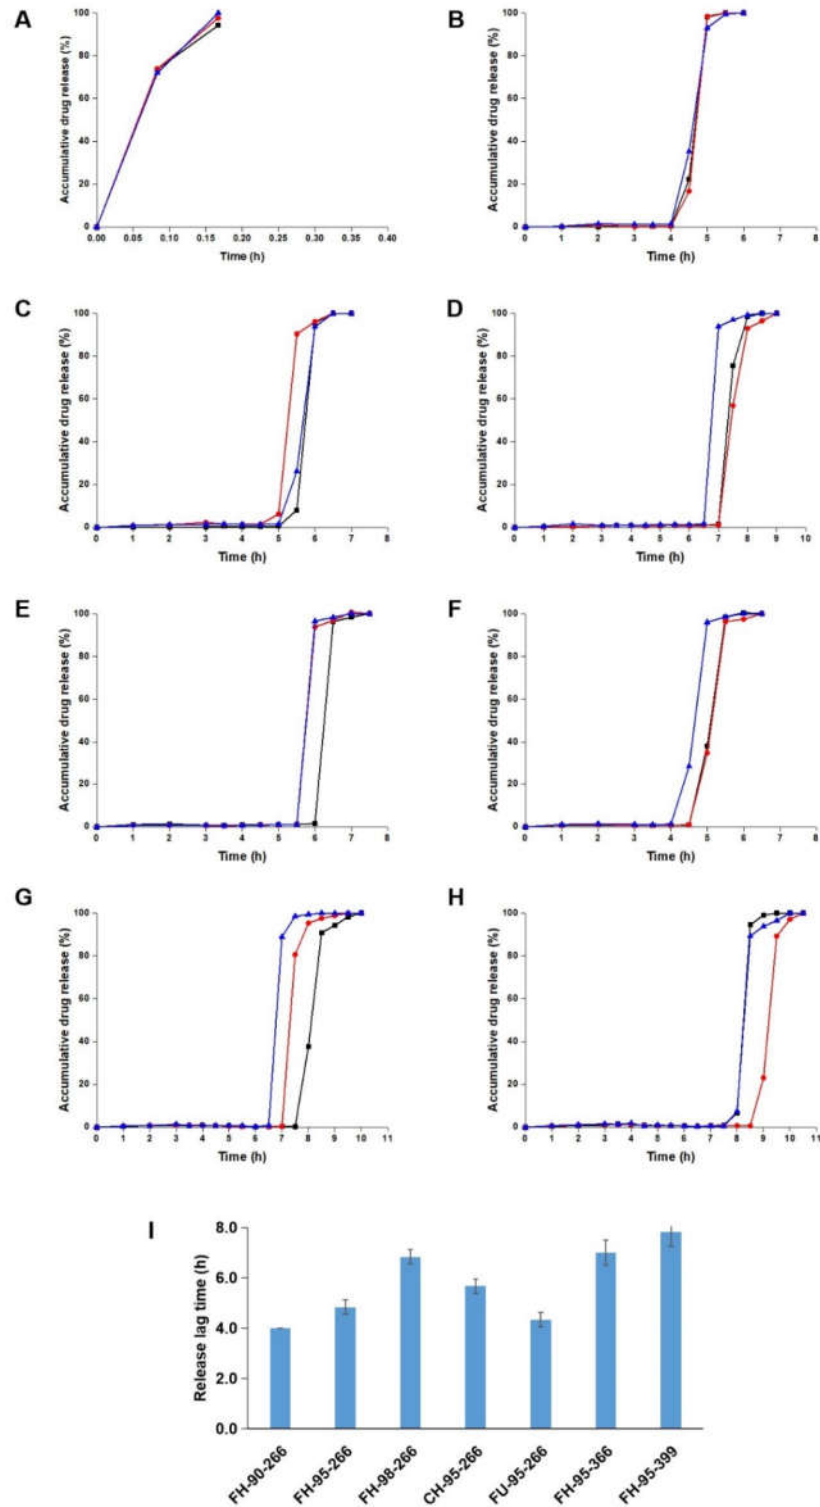 A
Accumulative drug release (%)
100
80
60
40
20
0
0.00 0.05 0.10 0.15 0.20 0.25 0.30 0.35 0.40
Time (h)
B
Accumulative drug release (%)
100
80
60
40
20
0
0 1 2 3 4 5 6 7 8
Time (h)
C
Accumulative drug release (%)
100
80
60
40
20
0
0 1 2 3 4 5 6 7 8
Time (h)
D
Accumulative drug release (%)
100
80
60
40
20
0
0 1 2 3 4 5 6 7 8 9 10
Time (h)
E
Accumulative drug release (%)
100
80
60
40
20
0
0 1 2 3 4 5 6 7 8
Time (h)
F
Accumulative drug release (%)
100
80
60
40
20
0
0 1 2 3 4 5 6 7 8
Time (h)
G
Accumulative drug release (%)
100
80
60
40
20
0
0 1 2 3 4 5 6 7 8 9 10 11
Time (h)
H
Accumulative drug release (%)
100
80
60
40
20
0
0 1 2 3 4 5 6 7 8 9 10 11
Time (h)
I
Release lag time (h)
8.0
6.0
4.0
2.0
0.0
FH-90-266
FH-95-266
FH-98-266
CH-95-266
FU-95-266
FH-95-366
FH-95-399